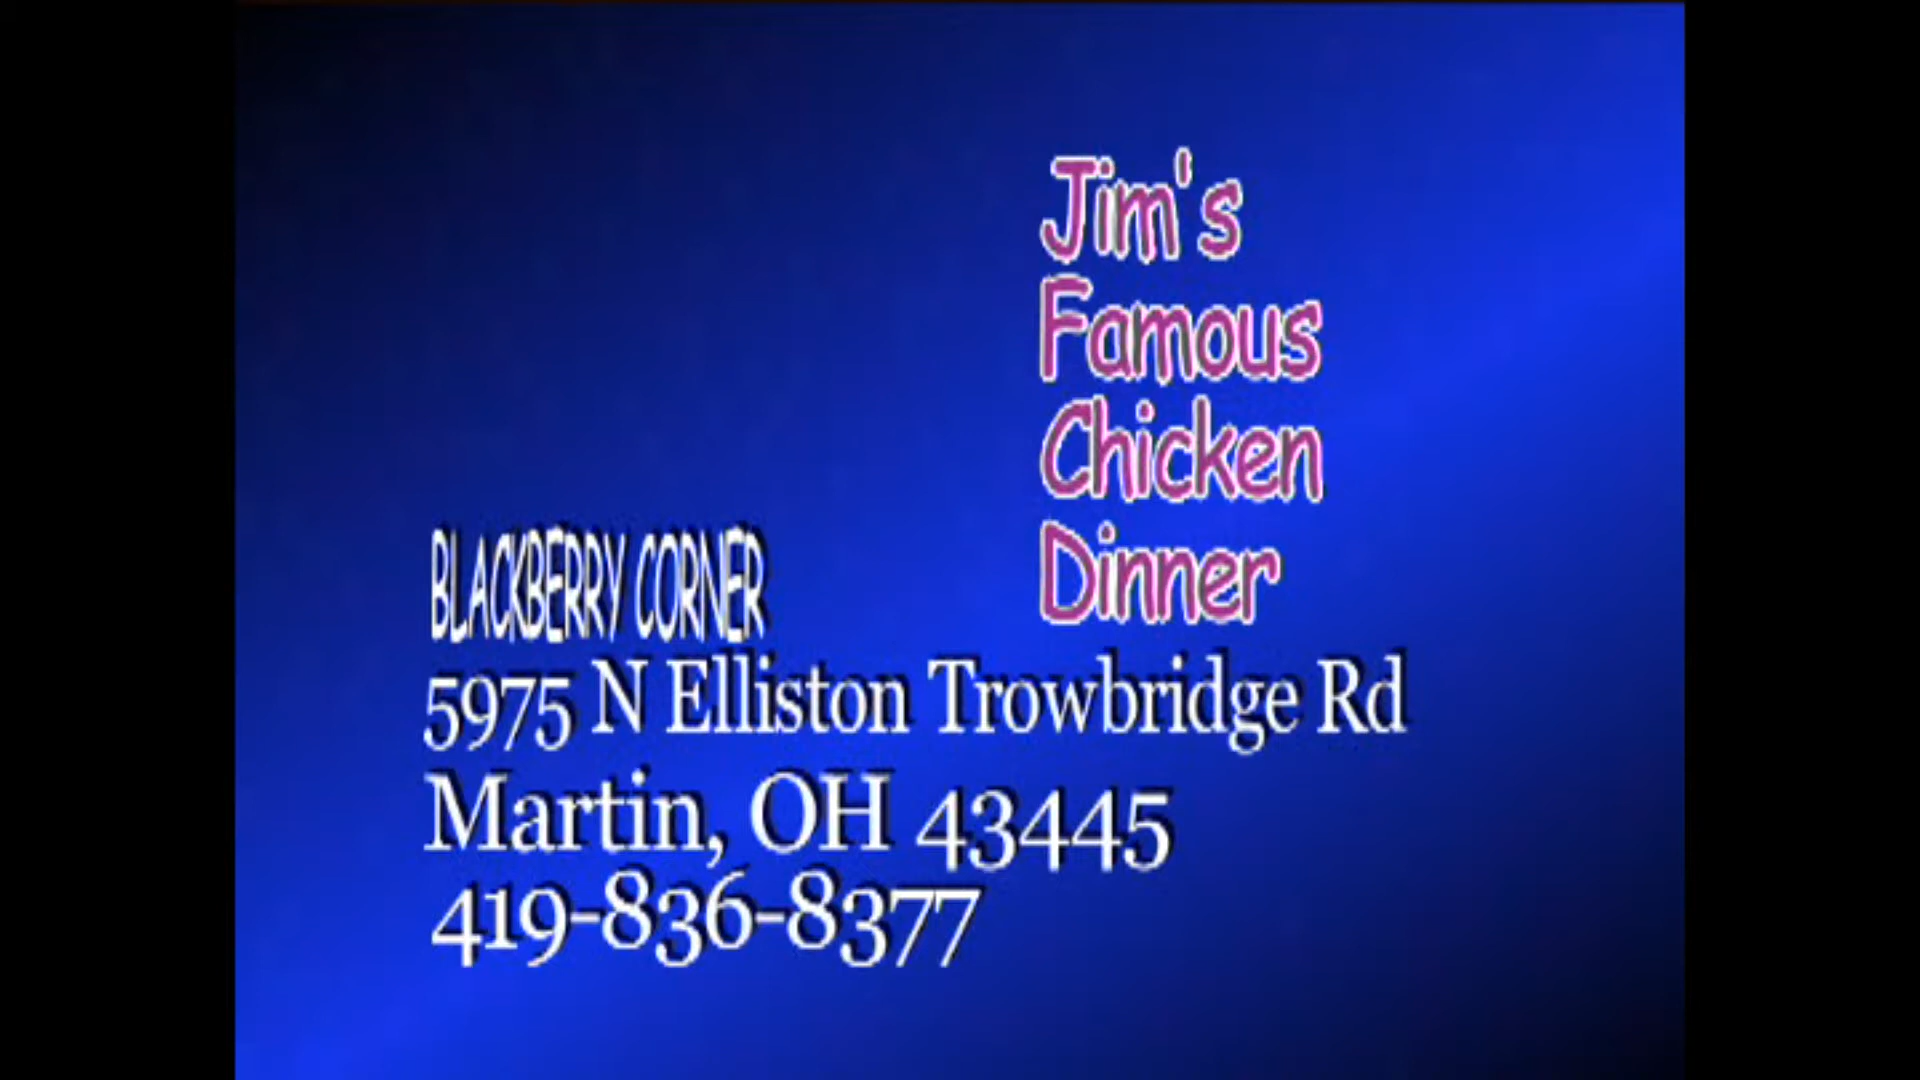 Jim's
Famous
Chicken
Dinner
BLACKBERRY CORNER
5975 N Elliston Trowbridge Rd
Martin, OH 43445
419-836-8377